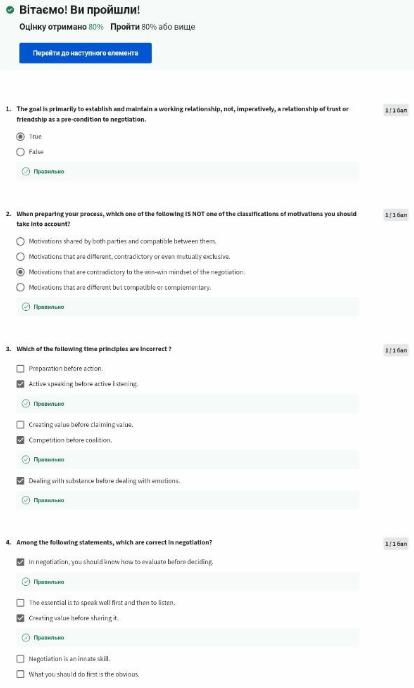 Вітаємо! Ви пройшли!
Оцінку отримано 80% Пройти 80% або вище
Перейти до наступного елемента
1. The goal is primarily to establish and maintain a working relationship, not, imperatively, a relationship of trust or
friendship as a pre-condition to negotiation.
1 / 1 бал
True
False
Правильно
2. When preparing your process, which one of the following IS NOT one of the classifications of motivations you should
take into account?
1 / 1 бал
Motivations shared by both parties and compatible between them.
Motivations that are different, contradictory or even mutually exclusive.
Motivations that are contradictory to the win-win mindset of the negotiation.
Motivations that are different but compatible or complementary.
Правильно
3. Which of the following time principles are incorrect ?
1 / 1 бал
Preparation before action.
Active speaking before active listening.
Правильно
Creating value before claiming value.
Competition before coalition.
Правильно
Dealing with substance before dealing with emotions.
Правильно
4. Among the following statements, which are correct in negotiation?
1 / 1 бал
In negotiation, you should know how to evaluate before deciding.
Правильно
The essential is to speak well first and then to listen.
Creating value before sharing it.
Правильно
Negotiation is an innate skill.
What you should do first is the obvious.